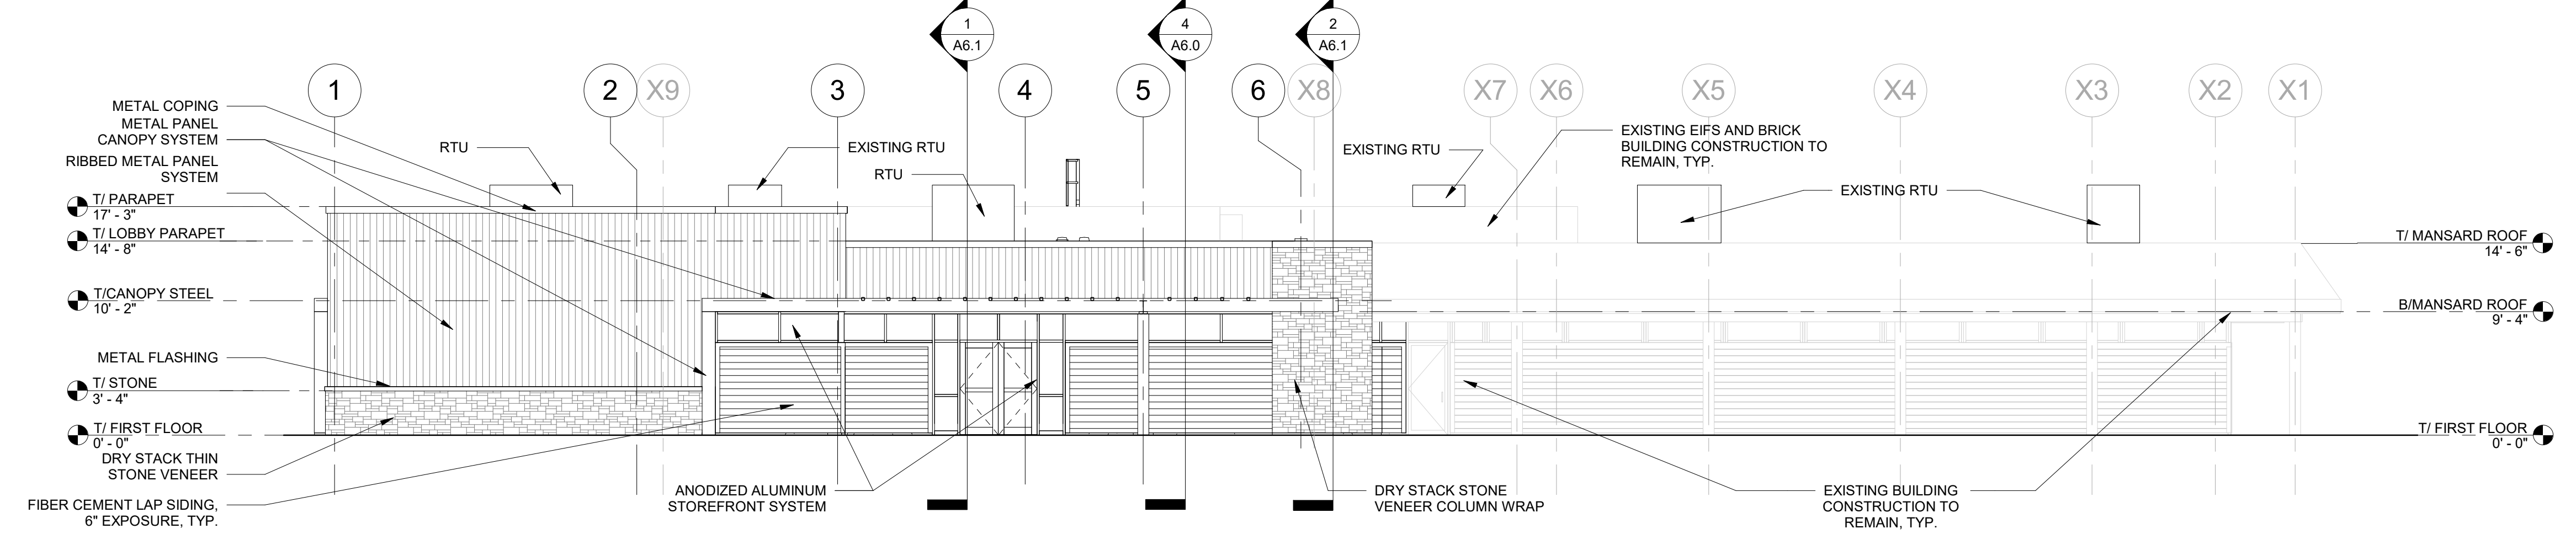 1
A6.1
4
A6.0
2
A6.1
1
2
X9
3
4
5
6
X8
X7
X6
X5
X4
X3
X2
X1
METAL COPING
METAL PANEL
CANOPY SYSTEM
RIBBED METAL PANEL
SYSTEM
T/ PARAPET
17' - 3"
T/ LOBBY PARAPET
14' - 8"
T/CANOPY STEEL
10' - 2"
METAL FLASHING
T/ STONE
3' - 4"
T/ FIRST FLOOR
0' - 0"
DRY STACK THIN
STONE VENEER
FIBER CEMENT LAP SIDING,
6" EXPOSURE, TYP.
RTU
EXISTING RTU
RTU
EXISTING RTU
EXISTING EIFS AND BRICK
BUILDING CONSTRUCTION TO
REMAIN, TYP.
EXISTING RTU
T/ MANSARD ROOF
14' - 6"
B/MANSARD ROOF
9' - 4"
T/ FIRST FLOOR
0' - 0"
ANODIZED ALUMINUM
STOREFRONT SYSTEM
DRY STACK STONE
VENEER COLUMN WRAP
EXISTING BUILDING
CONSTRUCTION TO
REMAIN, TYP.